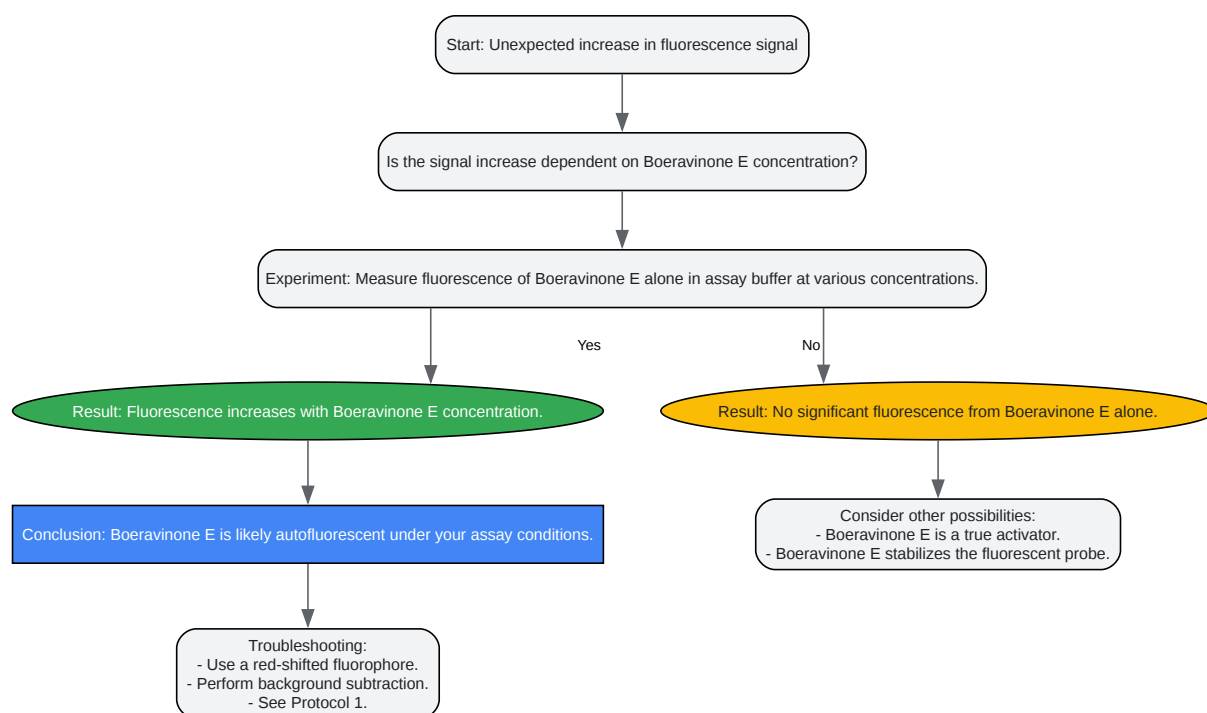 Start: Unexpected increase in fluorescence signal
Is the signal increase dependent on Boeravinone E concentration?
Experiment: Measure fluorescence of Boeravinone E alone in assay buffer at various concentrations.
Yes
No
Result: Fluorescence increases with Boeravinone E concentration.
Result: No significant fluorescence from Boeravinone E alone.
Conclusion: Boeravinone E is likely autofluorescent under your assay conditions.
Consider other possibilities:
- Boeravinone E is a true activator.
- Boeravinone E stabilizes the fluorescent probe.
Troubleshooting:
- Use a red-shifted fluorophore.
- Perform background subtraction.
- See Protocol 1.